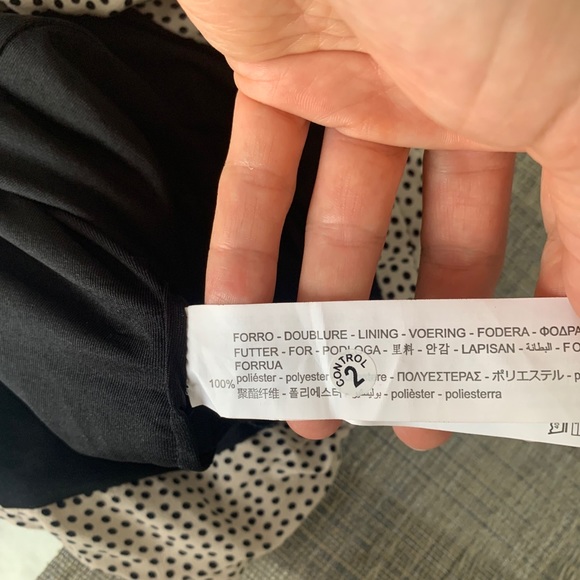 FORRO - DOUBLURE - LINING - VOERING - FODERA - ΦΟΔΡΑ
FUTTER - FOR - PODLOGA - 里料 - 안감 - LAPISAN - البطانة - FO
FORRUA
100% poliéster - polyester - ΠΟΛΥΕΣΤΕΡΑΣ - ポリエステル - p
聚酯纤维 - 폴리에스터 - بوليستر - polièster - poliesterra
CONTROL
2